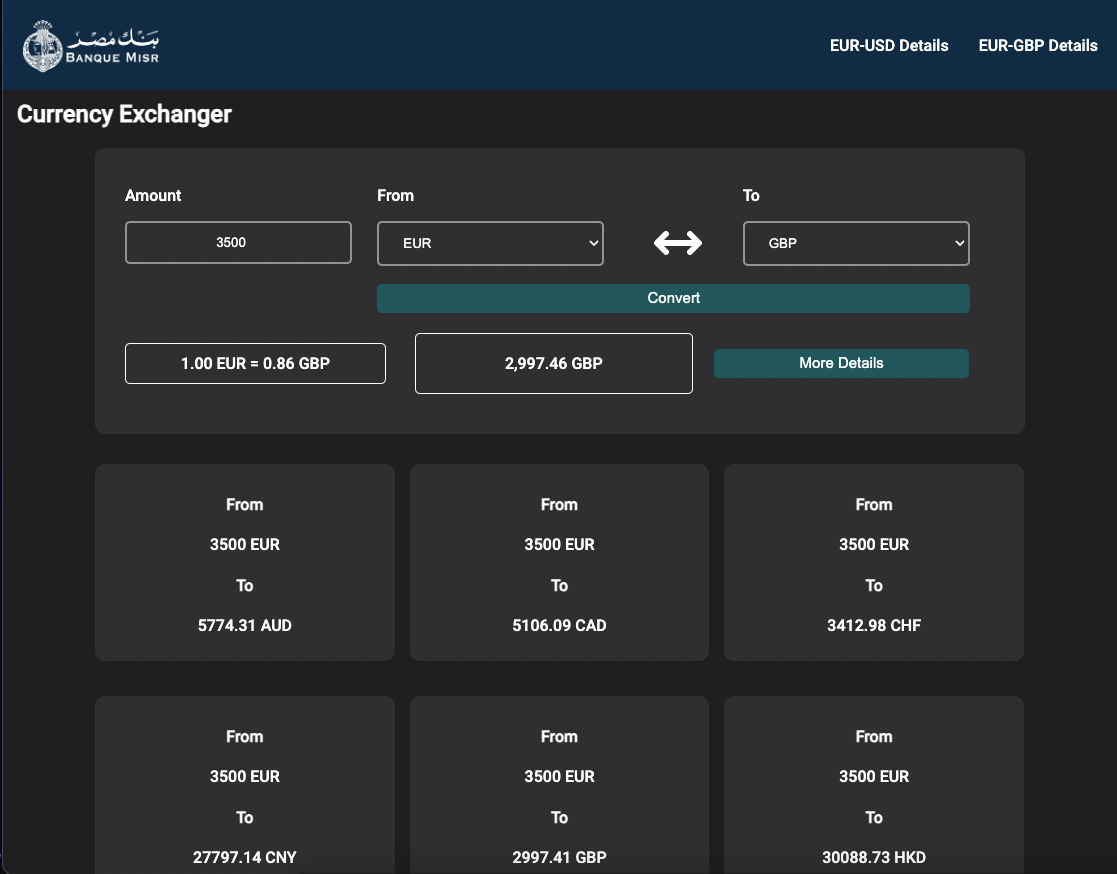 بنك مصر
BANQUE MISR
EUR-USD Details
EUR-GBP Details
Currency Exchanger
Amount
From
To
3500
EUR
GBP
Convert
1.00 EUR = 0.86 GBP
2,997.46 GBP
More Details
From
3500 EUR
To
5774.31 AUD
From
3500 EUR
To
5106.09 CAD
From
3500 EUR
To
3412.98 CHF
From
3500 EUR
To
27797.14 CNY
From
3500 EUR
To
2997.41 GBP
From
3500 EUR
To
30088.73 HKD